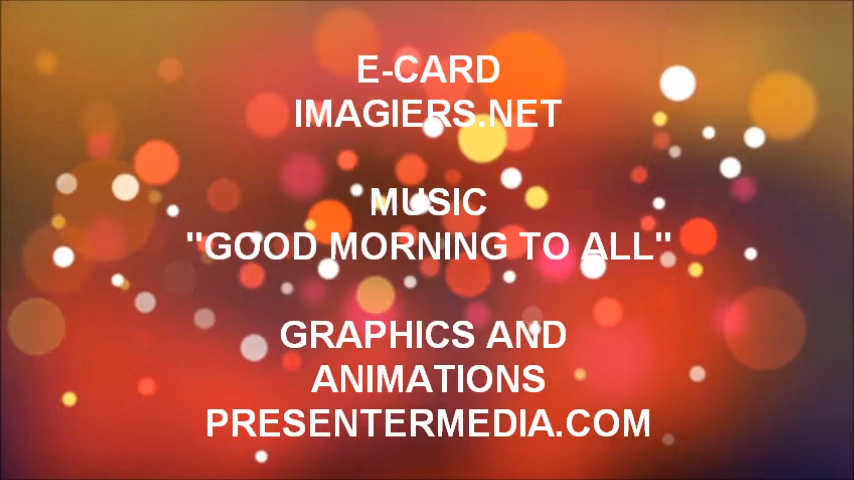 E-CARD
IMAGIERS.NET
MUSIC
"GOOD MORNING TO ALL"
GRAPHICS AND
ANIMATIONS
PRESENTERMEDIA.COM